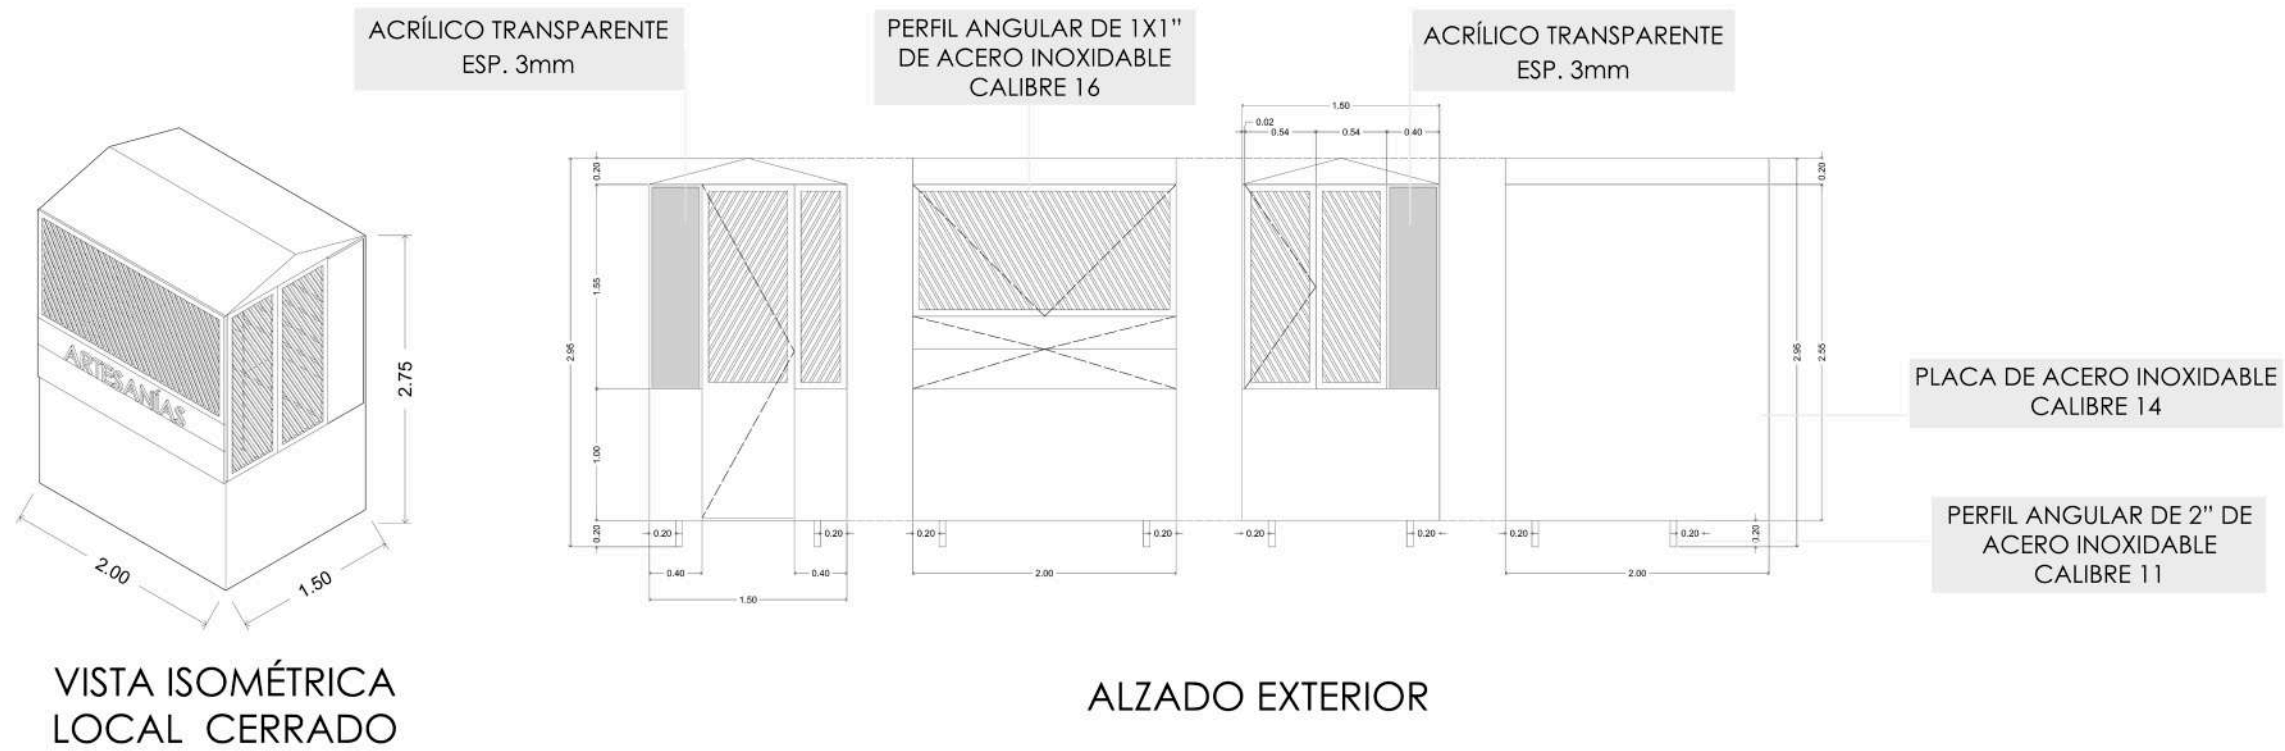 ACRÍLICO TRANSPARENTE
ESP. 3mm
PERFIL ANGULAR DE 1X1”
DE ACERO INOXIDABLE
CALIBRE 16
ACRÍLICO TRANSPARENTE
ESP. 3mm
1.50
0.02
0.54
0.54
0.40
0.20
1.55
2.95
1.00
0.20
0.20
0.20
0.40
0.40
1.50
0.20
0.20
2.00
0.20
0.20
0.20
0.20
0.20
2.00
0.20
2.95
2.55
PLACA DE ACERO INOXIDABLE
CALIBRE 14
PERFIL ANGULAR DE 2” DE
ACERO INOXIDABLE
CALIBRE 11
ARTESANÍAS
2.75
2.00
1.50
VISTA ISOMÉTRICA
LOCAL CERRADO
ALZADO EXTERIOR